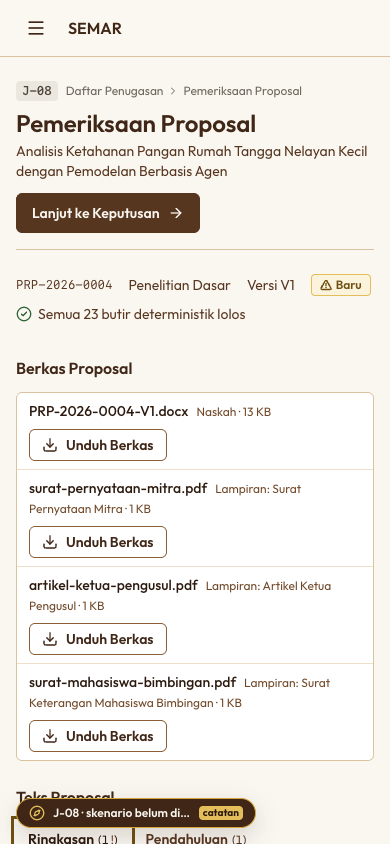 SEMAR
J-08 Daftar Penugasan > Pemeriksaan Proposal
Pemeriksaan Proposal
Analisis Ketahanan Pangan Rumah Tangga Nelayan Kecil
dengan Pemodelan Berbasis Agen
Lanjut ke Keputusan →
PRP-2026-0004 Penelitian Dasar Versi V1 Baru
Semua 23 butir deterministik lolos
Berkas Proposal
PRP-2026-0004-V1.docx Naskah · 13 KB
Unduh Berkas
surat-pernyataan-mitra.pdf Lampiran: Surat
Pernyataan Mitra · 1 KB
Unduh Berkas
artikel-ketua-pengusul.pdf Lampiran: Artikel Ketua
Pengusul · 1 KB
Unduh Berkas
surat-mahasiswa-bimbingan.pdf Lampiran: Surat
Keterangan Mahasiswa Bimbingan · 1 KB
Unduh Berkas
Teks Proposal
J-08 · skenario belum di... catatan
Ringkasan (1!) Pendahuluan (1)